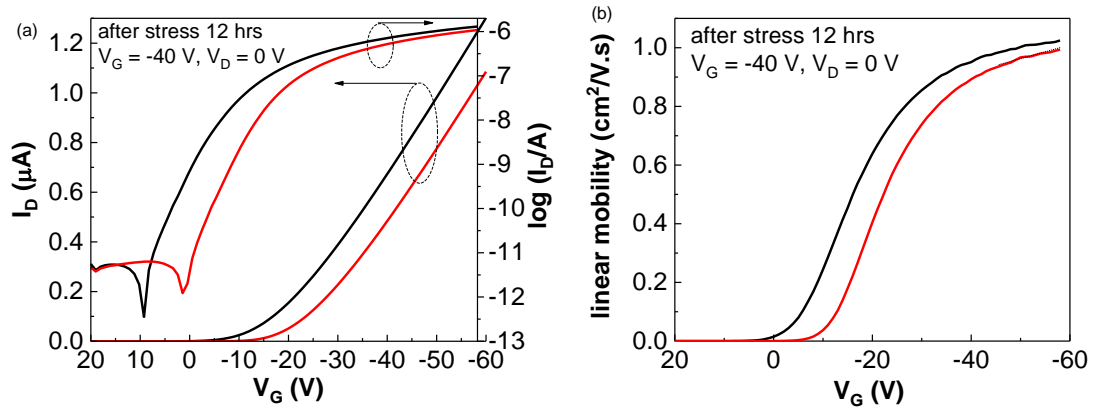 (a)
after stress 12 hrs
V_G = -40 V, V_D = 0 V
I_D (μA)
1.2
1.0
0.8
0.6
0.4
0.2
0.0
log (I_D/A)
-6
-7
-8
-9
-10
-11
-12
-13
20 10 0 -10 -20 -30 -40 -50 -60
V_G (V)
(b)
after stress 12 hrs
V_G = -40 V, V_D = 0 V
linear mobility (cm²/V.s)
1.0
0.8
0.6
0.4
0.2
0.0
20 0 -20 -40 -60
V_G (V)